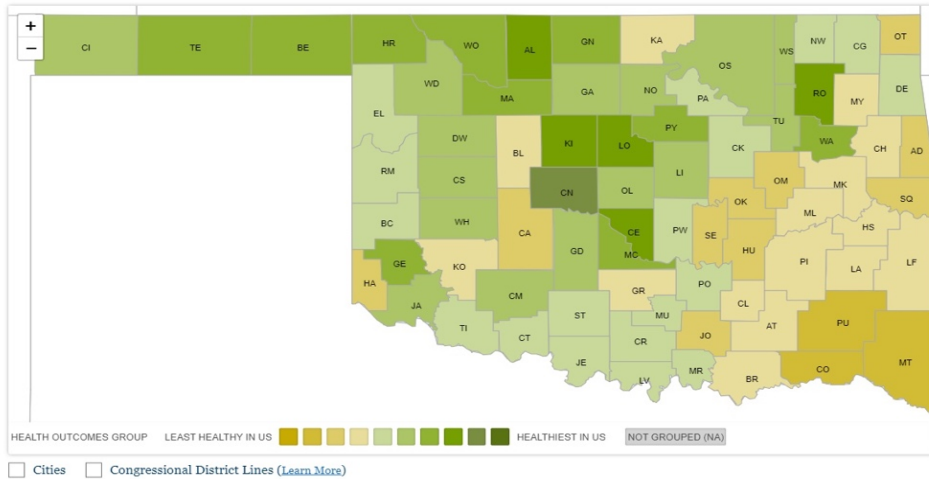 +
−
CI TE BE HR WO AL GN KA OS WS NW CG OT
EL WD MA GA NO PA RO MY DE
DW BL KI LO PY CK TU WA CH AD
RM CS CN OL LI OM MK SQ
BC WH CA GD CE MC PW SE OK HU ML HS
HA GE KO GR PO PI LA LF
JA CM MU CL
TI CT ST CR JO AT PU MT
JE LV MR BR CO
HEALTH OUTCOMES GROUP LEAST HEALTHY IN US HEALTHIEST IN US NOT GROUPED (NA)
Cities Congressional District Lines (Learn More)